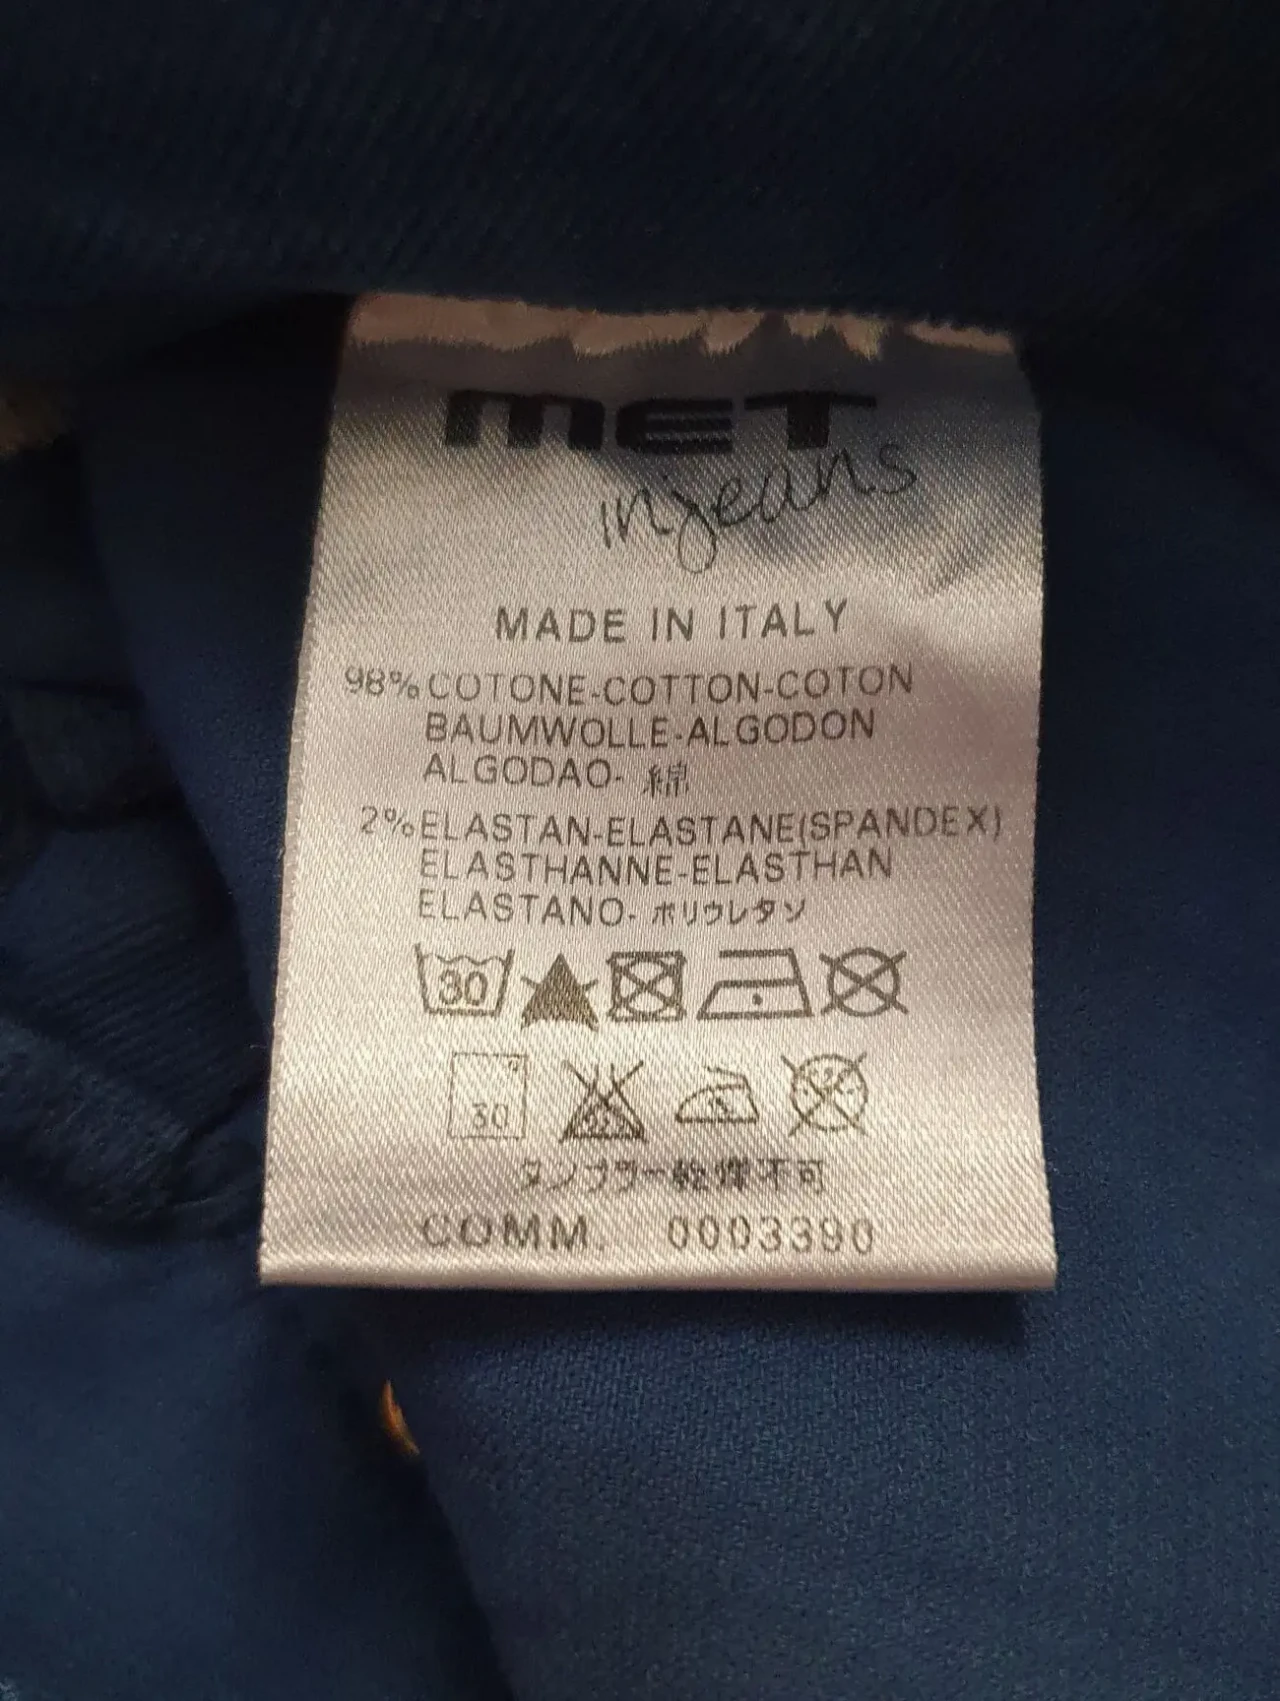 MET
injeans
MADE IN ITALY
98% COTONE-COTTON-COTON
BAUMWOLLE-ALGODON
ALGODAO- 綿
2% ELASTAN-ELASTANE(SPANDEX)
ELASTHANNE-ELASTHAN
ELASTANO- ポリウレタン
30
30
タンブラー乾燥不可
COMM. 0003390